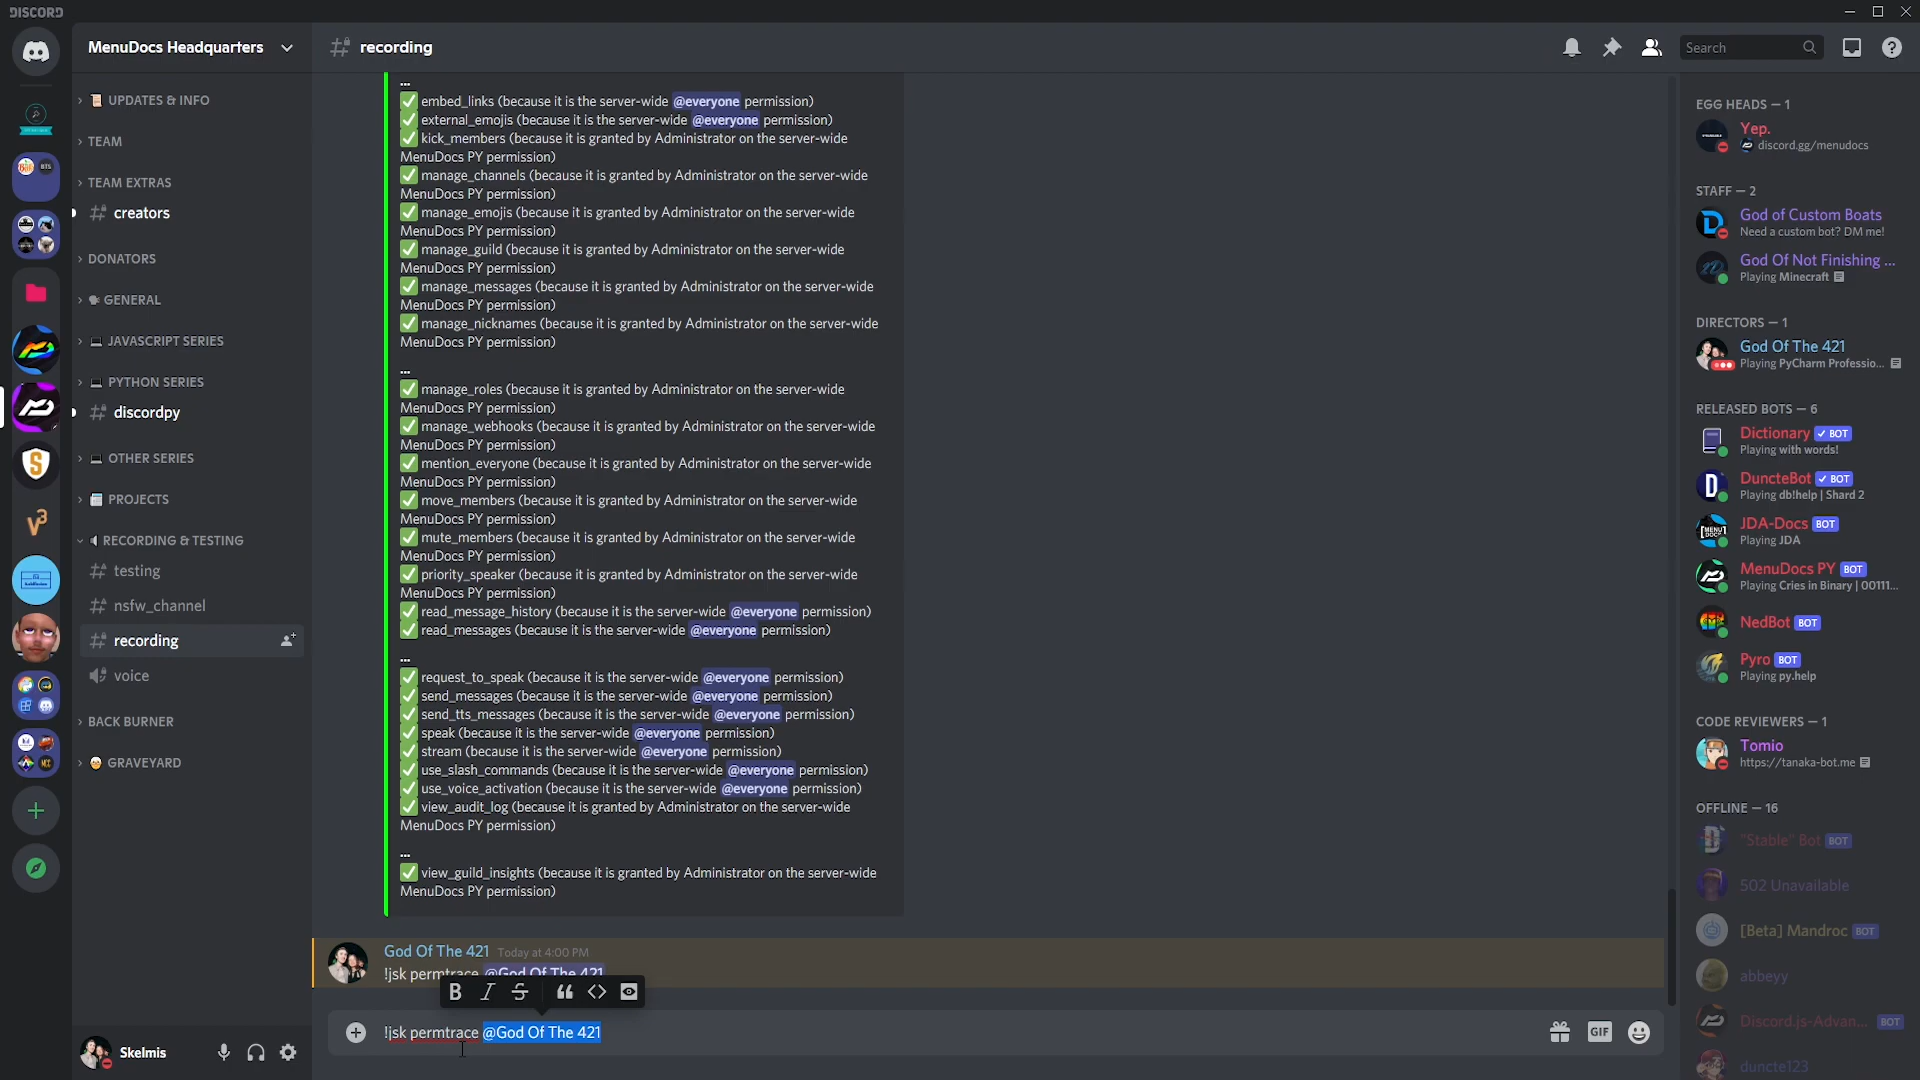 DISCORD
MenuDocs Headquarters
recording
Search
UPDATES & INFO
TEAM
TEAM EXTRAS
creators
DONATORS
GENERAL
JAVASCRIPT SERIES
PYTHON SERIES
discordpy
OTHER SERIES
PROJECTS
RECORDING & TESTING
testing
nsfw_channel
recording
voice
BACK BURNER
GRAVEYARD
Skelmis
...
embed_links (because it is the server-wide @everyone permission)
external_emojis (because it is the server-wide @everyone permission)
kick_members (because it is granted by Administrator on the server-wide
MenuDocs PY permission)
manage_channels (because it is granted by Administrator on the server-wide
MenuDocs PY permission)
manage_emojis (because it is granted by Administrator on the server-wide
MenuDocs PY permission)
manage_guild (because it is granted by Administrator on the server-wide
MenuDocs PY permission)
manage_messages (because it is granted by Administrator on the server-wide
MenuDocs PY permission)
manage_nicknames (because it is granted by Administrator on the server-wide
MenuDocs PY permission)
...
manage_roles (because it is granted by Administrator on the server-wide
MenuDocs PY permission)
manage_webhooks (because it is granted by Administrator on the server-wide
MenuDocs PY permission)
mention_everyone (because it is granted by Administrator on the server-wide
MenuDocs PY permission)
move_members (because it is granted by Administrator on the server-wide
MenuDocs PY permission)
mute_members (because it is granted by Administrator on the server-wide
MenuDocs PY permission)
priority_speaker (because it is granted by Administrator on the server-wide
MenuDocs PY permission)
read_message_history (because it is the server-wide @everyone permission)
read_messages (because it is the server-wide @everyone permission)
...
request_to_speak (because it is the server-wide @everyone permission)
send_messages (because it is the server-wide @everyone permission)
send_tts_messages (because it is the server-wide @everyone permission)
speak (because it is the server-wide @everyone permission)
stream (because it is the server-wide @everyone permission)
use_slash_commands (because it is the server-wide @everyone permission)
use_voice_activation (because it is the server-wide @everyone permission)
view_audit_log (because it is granted by Administrator on the server-wide
MenuDocs PY permission)
...
view_guild_insights (because it is granted by Administrator on the server-wide
MenuDocs PY permission)
God Of The 421 Today at 4:00 PM
!jsk permtrace @God Of The 421
B I S
!jsk permtrace @God Of The 421
GIF
EGG HEADS — 1
Yep.
discord.gg/menudocs
STAFF — 2
God of Custom Boats
Need a custom bot? DM me!
God Of Not Finishing ...
Playing Minecraft
DIRECTORS — 1
God Of The 421
Playing PyCharm Professio...
RELEASED BOTS — 6
Dictionary BOT
Playing with words!
DuncteBot BOT
Playing db!help | Shard 2
JDA-Docs BOT
Playing JDA
MenuDocs PY BOT
Playing Cries in Binary | 00111...
NedBot BOT
Pyro BOT
Playing py.help
CODE REVIEWERS — 1
Tomio
https://tanaka-bot.me
OFFLINE — 16
"Stable" Bot BOT
502 Unavailable
[Beta] Mandroc BOT
abbeyy
Discord.js-Advan... BOT
duncte123